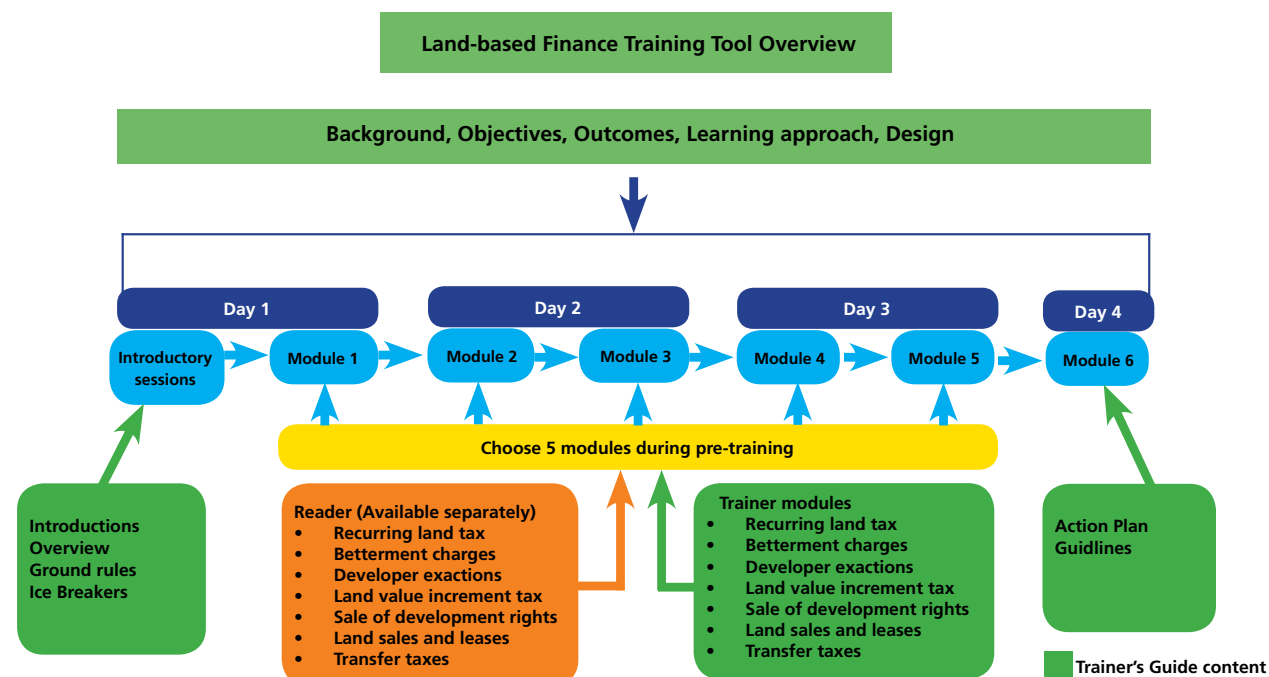 Land-based Finance Training Tool Overview
Background, Objectives, Outcomes, Learning approach, Design
Day 1
Day 2
Day 3
Day 4
Introductory
sessions
Module 1
Module 2
Module 3
Module 4
Module 5
Module 6
Choose 5 modules during pre-training
Introductions
Overview
Ground rules
Ice Breakers
Reader (Available separately)
• Recurring land tax
• Betterment charges
• Developer exactions
• Land value increment tax
• Sale of development rights
• Land sales and leases
• Transfer taxes
Trainer modules
• Recurring land tax
• Betterment charges
• Developer exactions
• Land value increment tax
• Sale of development rights
• Land sales and leases
• Transfer taxes
Action Plan
Guidlines
Trainer's Guide content